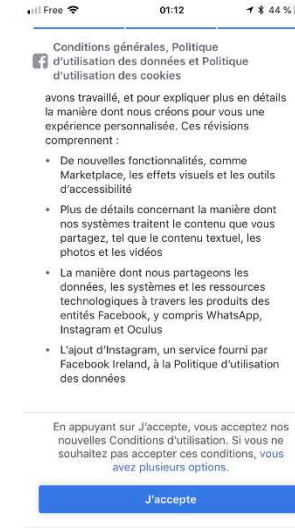 Free 01:12 44 %
Conditions générales, Politique
d'utilisation des données et Politique
d'utilisation des cookies
avons travaillé, et pour expliquer plus en détails
la manière dont nous créons pour vous une
expérience personnalisée. Ces révisions
comprennent :
• De nouvelles fonctionnalités, comme
Marketplace, les effets visuels et les outils
d'accessibilité
• Plus de détails concernant la manière dont
nos systèmes traitent le contenu que vous
partagez, tel que le contenu textuel, les
photos et les vidéos
• La manière dont nous partageons les
données, les systèmes et les ressources
technologiques à travers les produits des
entités Facebook, y compris WhatsApp,
Instagram et Oculus
• L'ajout d'Instagram, un service fourni par
Facebook Ireland, à la Politique d'utilisation
des données
En appuyant sur J'accepte, vous acceptez nos
nouvelles Conditions d'utilisation. Si vous ne
souhaitez pas accepter ces conditions, vous
avez plusieurs options.
J'accepte